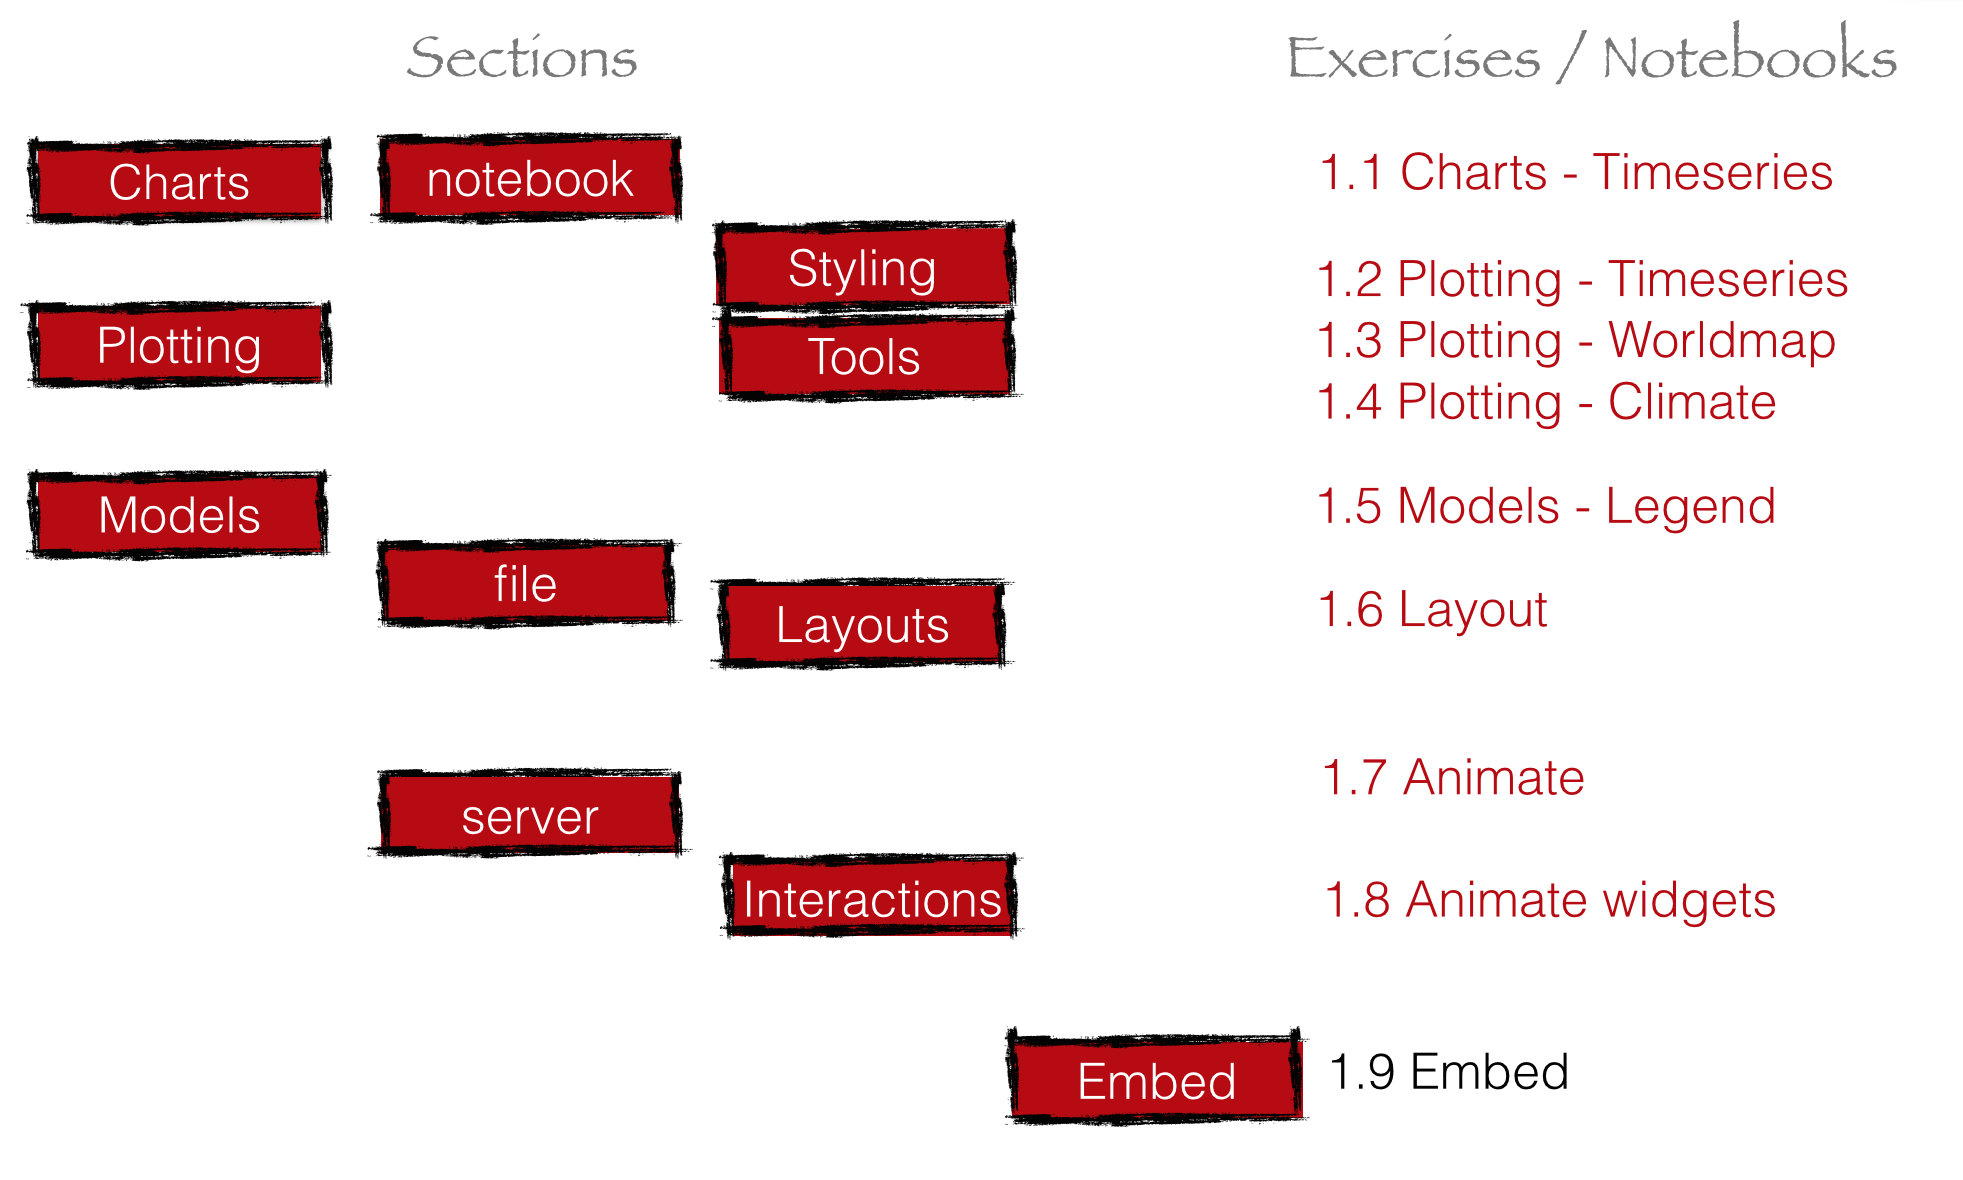 Sections
Exercises / Notebooks
Charts
notebook
1.1 Charts - Timeseries
Styling
1.2 Plotting - Timeseries
Plotting
Tools
1.3 Plotting - Worldmap
1.4 Plotting - Climate
Models
1.5 Models - Legend
file
Layouts
1.6 Layout
server
1.7 Animate
Interactions
1.8 Animate widgets
Embed
1.9 Embed